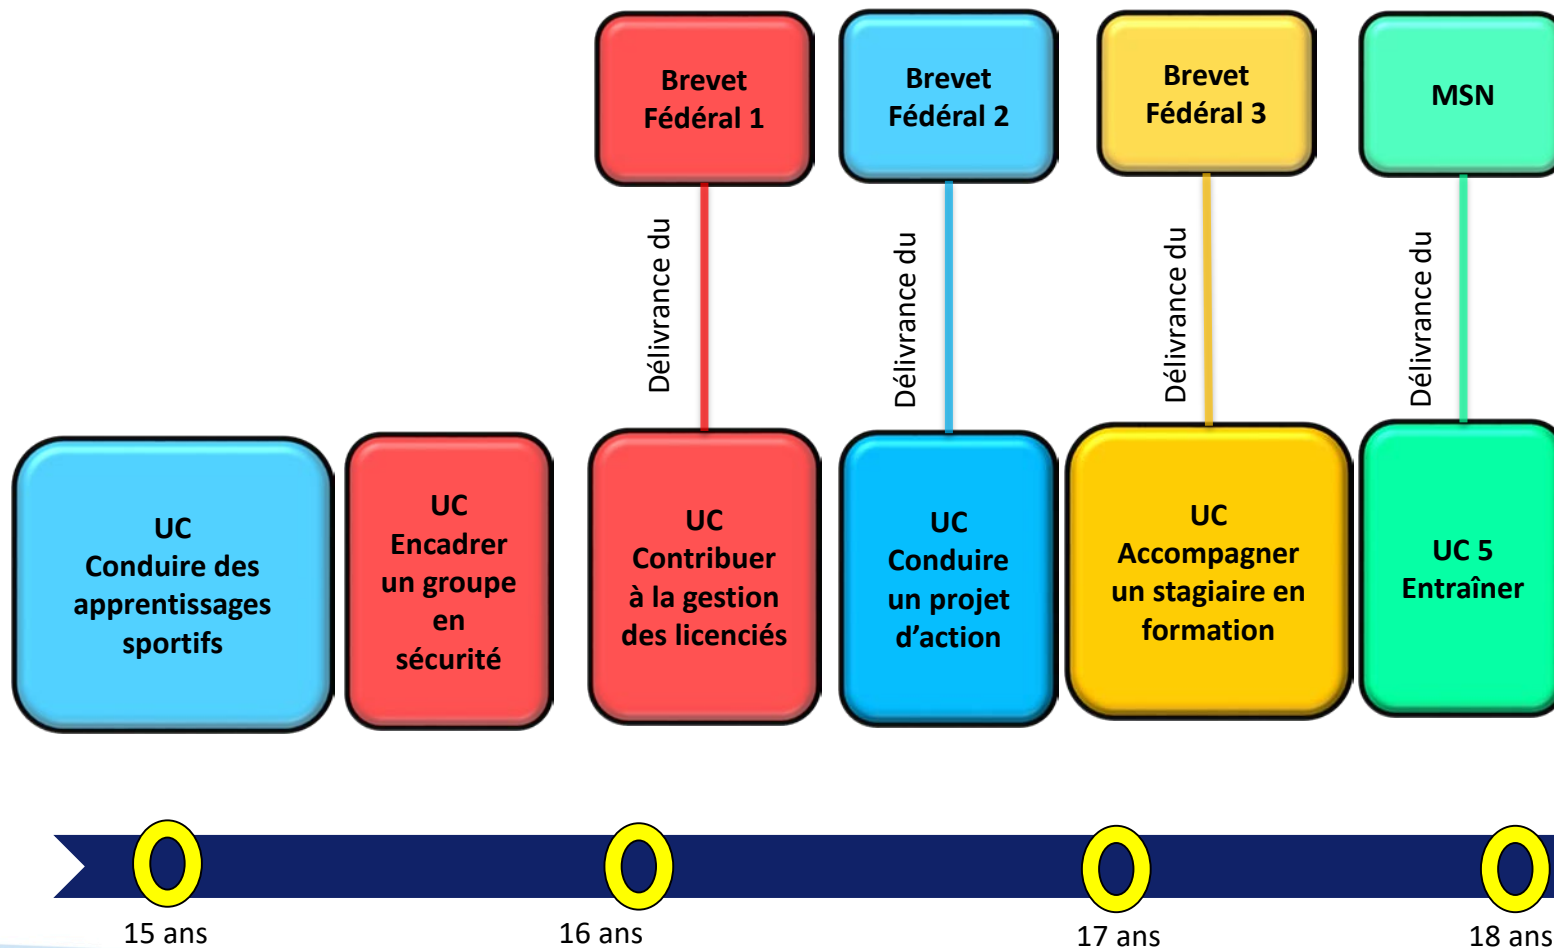 Brevet
Fédéral 1
Brevet
Fédéral 2
Brevet
Fédéral 3
MSN
Délivrance du
Délivrance du
Délivrance du
Délivrance du
UC
Conduire des
apprentissages
sportifs
UC
Encadrer
un groupe
en
sécurité
UC
Contribuer
à la gestion
des licenciés
UC
Conduire
un projet
d’action
UC
Accompagner
un stagiaire en
formation
UC 5
Entraîner
15 ans
16 ans
17 ans
18 ans